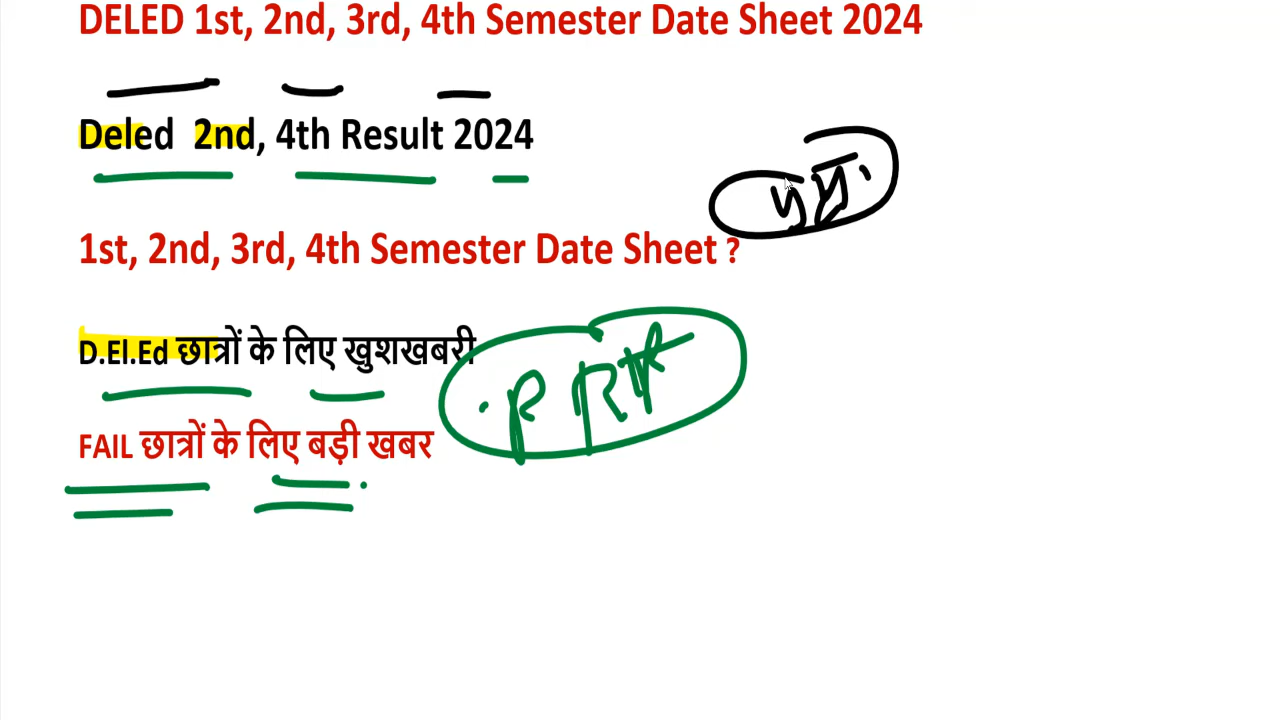 DELED 1st, 2nd, 3rd, 4th Semester Date Sheet 2024
Deled 2nd, 4th Result 2024
1st, 2nd, 3rd, 4th Semester Date Sheet ?
D.El.Ed छात्रों के लिए खुशखबरी
FAIL छात्रों के लिए बड़ी खबर